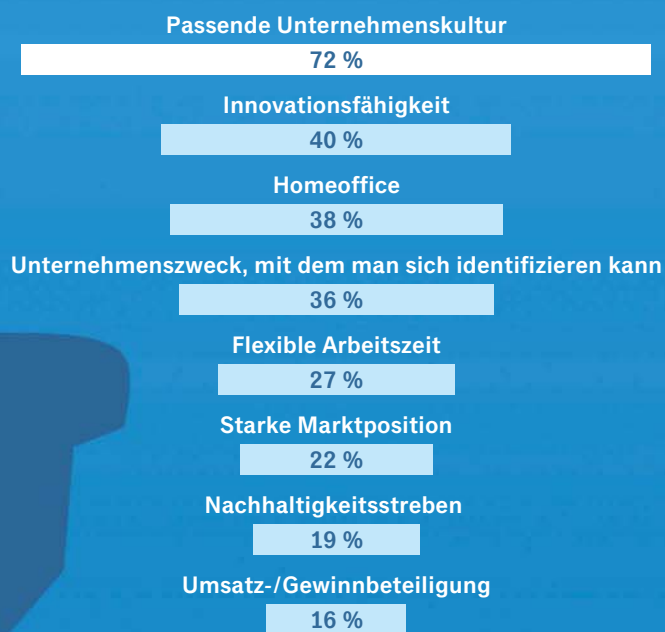 Passende Unternehmenskultur
72 %
Innovationsfähigkeit
40 %
Homeoffice
38 %
Unternehmenszweck, mit dem man sich identifizieren kann
36 %
Flexible Arbeitszeit
27 %
Starke Marktposition
22 %
Nachhaltigkeitsstreben
19 %
Umsatz-/Gewinnbeteiligung
16 %